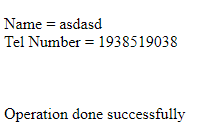 Name = asdasd
Tel Number = 1938519038
Operation done successfully